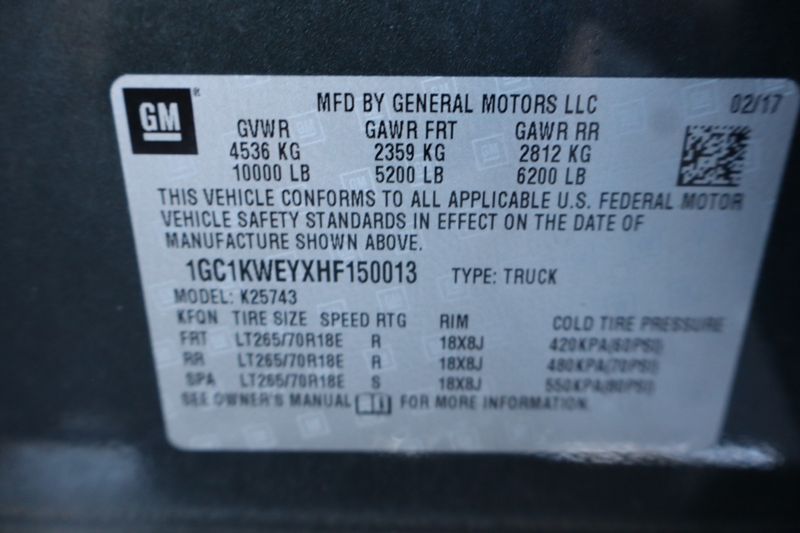 GM ®
MFD BY GENERAL MOTORS LLC 02/17
GVWR GAWR FRT GAWR RR
4536 KG 2359 KG 2812 KG
10000 LB 5200 LB 6200 LB
THIS VEHICLE CONFORMS TO ALL APPLICABLE U.S. FEDERAL MOTOR
VEHICLE SAFETY STANDARDS IN EFFECT ON THE DATE OF
MANUFACTURE SHOWN ABOVE.
1GC1KWEYXHF150013 TYPE: TRUCK
MODEL: K25743
KFQN TIRE SIZE SPEED RTG RIM COLD TIRE PRESSURE
FRT LT265/70R18E R 18X8J 420KPA(60PSI)
RR LT265/70R18E R 18X8J 480KPA(70PSI)
SPA LT265/70R18E S 18X8J 550KPA(80PSI)
SEE OWNER'S MANUAL FOR MORE INFORMATION.